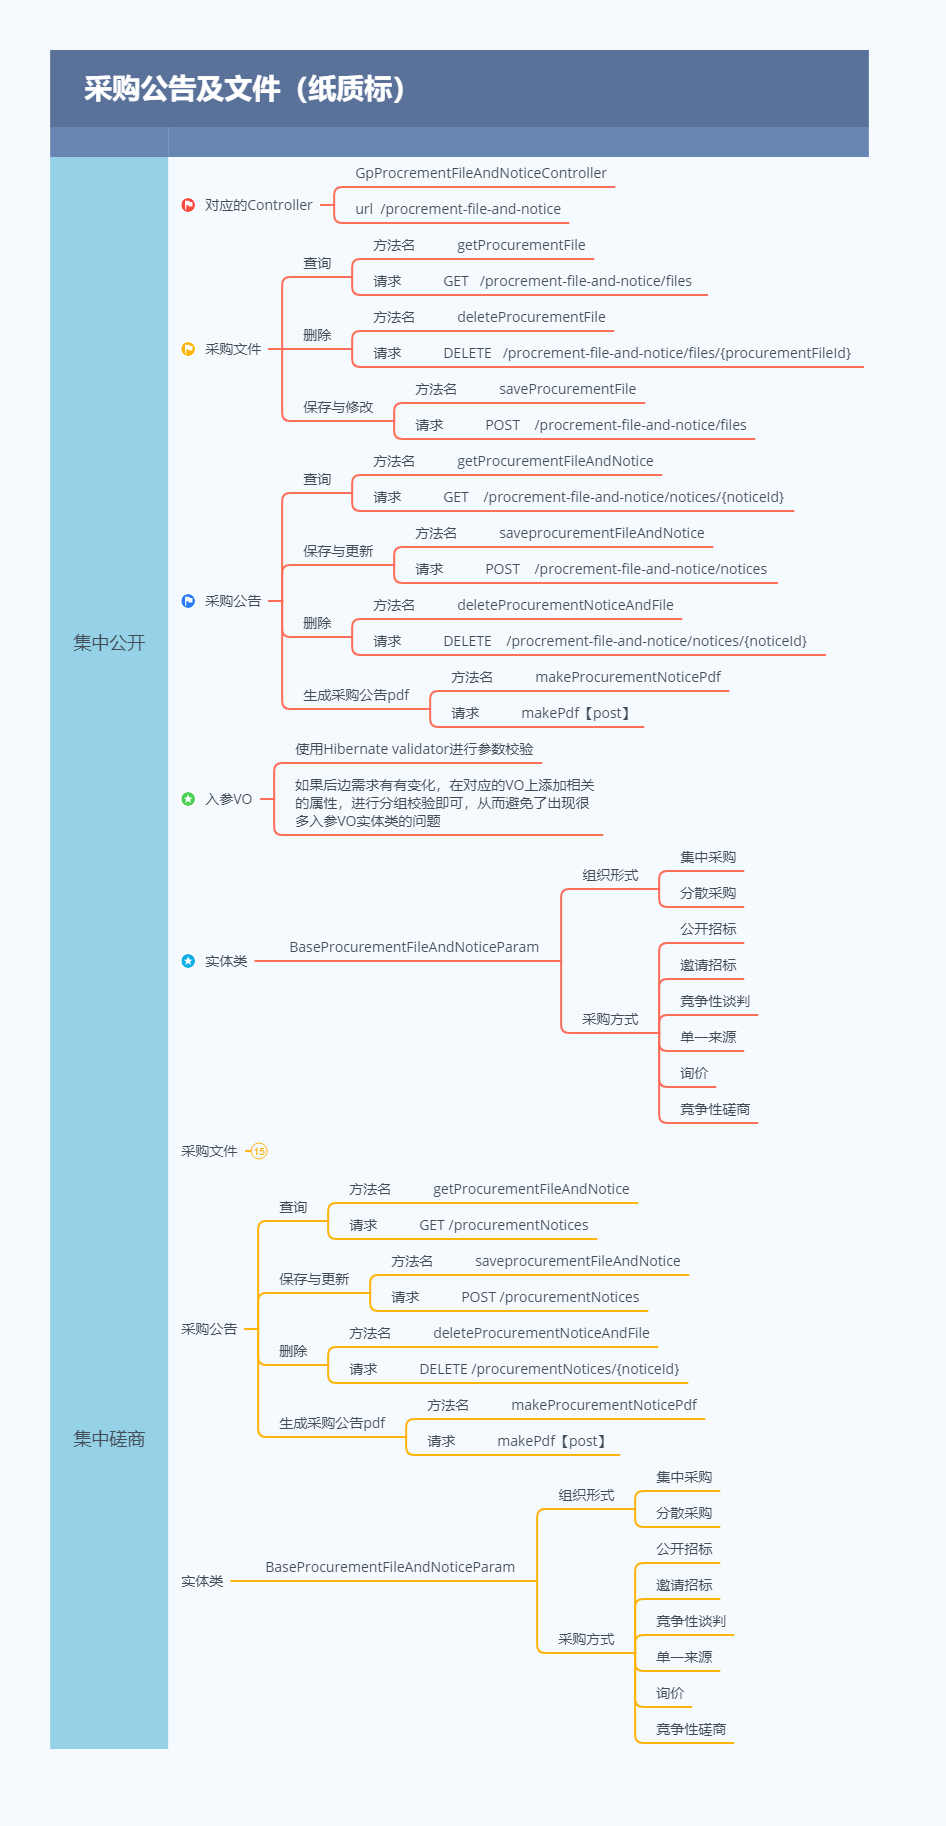 采购公告及文件（纸质标）
集中公开
对应的Controller
GpProcrementFileAndNoticeController
url  /procrement-file-and-notice
采购文件
查询
方法名 getProcurementFile
请求 GET   /procrement-file-and-notice/files
删除
方法名 deleteProcurementFile
请求 DELETE   /procrement-file-and-notice/files/{procurementFileId}
保存与修改
方法名 saveProcurementFile
请求 POST    /procrement-file-and-notice/files
采购公告
查询
方法名 getProcurementFileAndNotice
请求 GET    /procrement-file-and-notice/notices/{noticeId}
保存与更新
方法名 saveprocurementFileAndNotice
请求 POST    /procrement-file-and-notice/notices
删除
方法名 deleteProcurementNoticeAndFile
请求 DELETE    /procrement-file-and-notice/notices/{noticeId}
生成采购公告pdf
方法名 makeProcurementNoticePdf
请求 makePdf【post】
入参VO
使用Hibernate validator进行参数校验
如果后边需求有有变化，在对应的VO上添加相关
的属性，进行分组校验即可，从而避免了出现很
多入参VO实体类的问题
实体类
BaseProcurementFileAndNoticeParam
组织形式
集中采购
分散采购
采购方式
公开招标
邀请招标
竞争性谈判
单一来源
询价
竞争性磋商
集中磋商
采购文件 15
采购公告
查询
方法名 getProcurementFileAndNotice
请求 GET /procurementNotices
保存与更新
方法名 saveprocurementFileAndNotice
请求 POST /procurementNotices
删除
方法名 deleteProcurementNoticeAndFile
请求 DELETE /procurementNotices/{noticeId}
生成采购公告pdf
方法名 makeProcurementNoticePdf
请求 makePdf【post】
实体类
BaseProcurementFileAndNoticeParam
组织形式
集中采购
分散采购
采购方式
公开招标
邀请招标
竞争性谈判
单一来源
询价
竞争性磋商